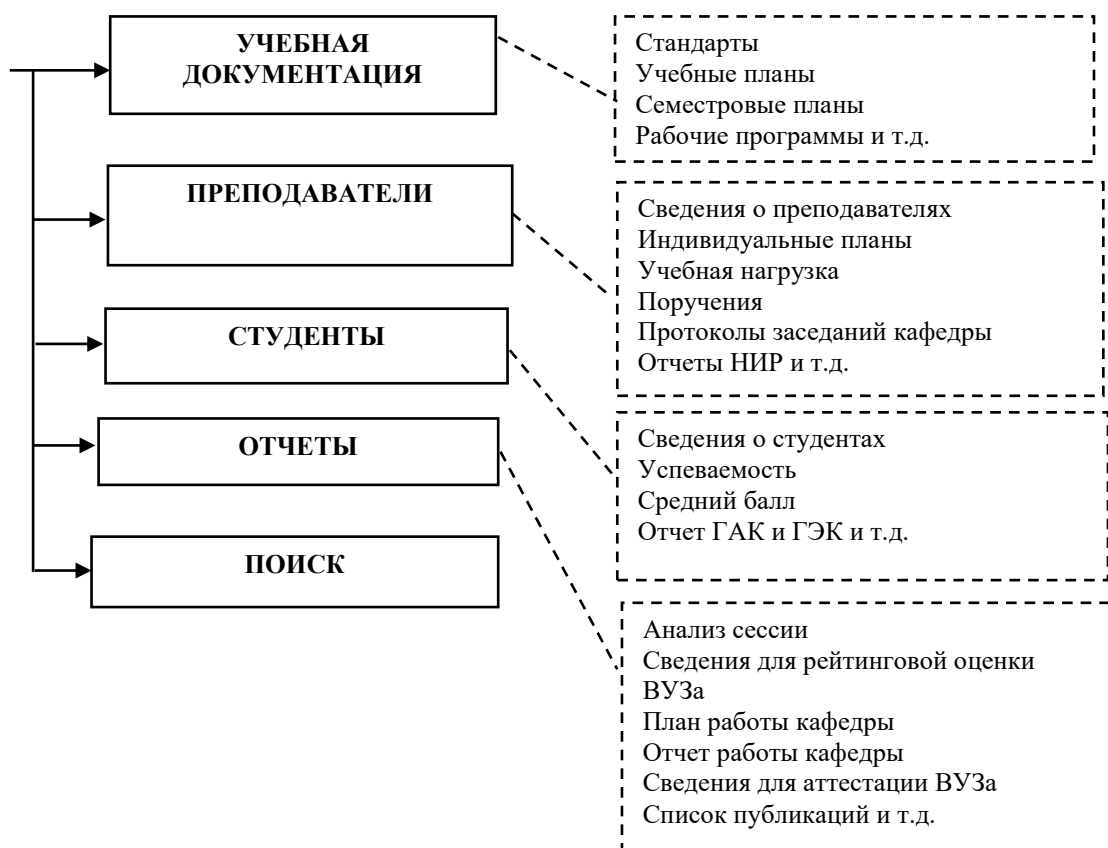 УЧЕБНАЯ
ДОКУМЕНТАЦИЯ
Стандарты
Учебные планы
Семестровые планы
Рабочие программы и т.д.
ПРЕПОДАВАТЕЛИ
Сведения о преподавателях
Индивидуальные планы
Учебная нагрузка
Поручения
Протоколы заседаний кафедры
Отчеты НИР и т.д.
СТУДЕНТЫ
Сведения о студентах
Успеваемость
Средний балл
Отчет ГАК и ГЭК и т.д.
ОТЧЕТЫ
Анализ сессии
Сведения для рейтинговой оценки
ВУЗа
План работы кафедры
Отчет работы кафедры
Сведения для аттестации ВУЗа
Список публикаций и т.д.
ПОИСК